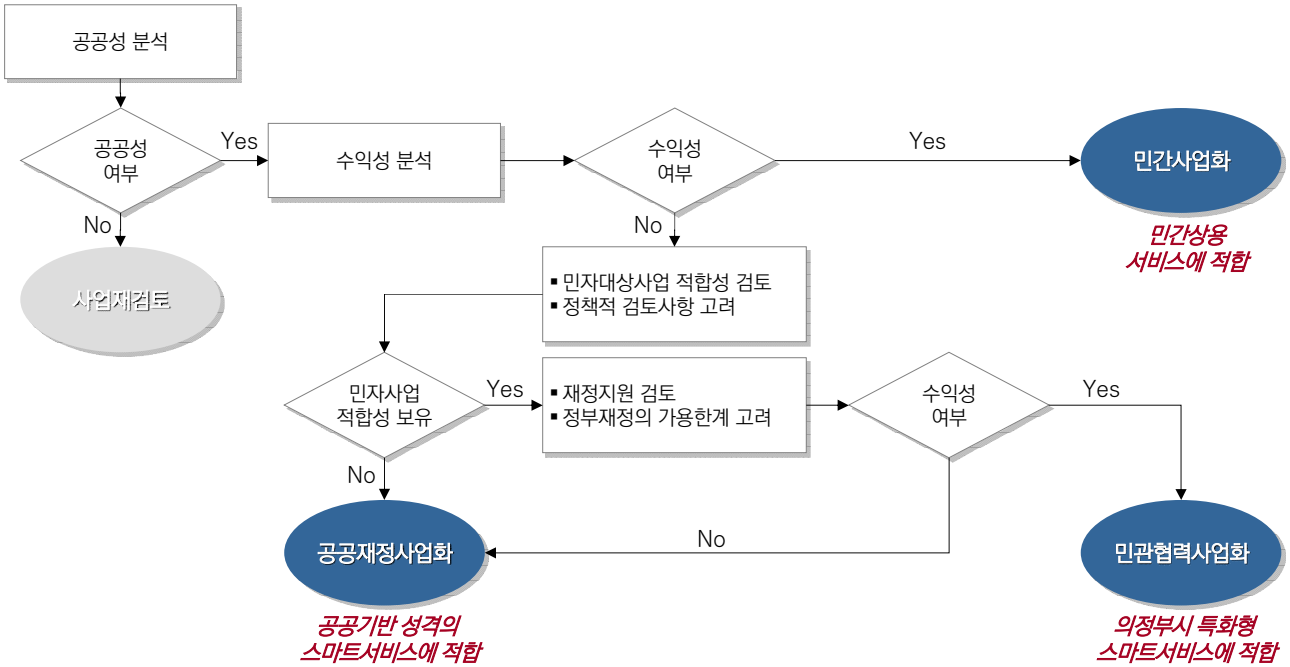 공공성 분석
공공성
여부
Yes
수익성 분석
수익성
여부
Yes
민간사업화
민간상용
서비스에 적합
No
사업재검토
No
▪ 민자대상사업 적합성 검토
▪ 정책적 검토사항 고려
민자사업
적합성 보유
Yes
▪ 재정지원 검토
▪ 정부재정의 가용한계 고려
수익성
여부
Yes
No
공공재정사업화
No
민관협력사업화
공공기반 성격의
스마트서비스에 적합
의정부시 특화형
스마트서비스에 적합